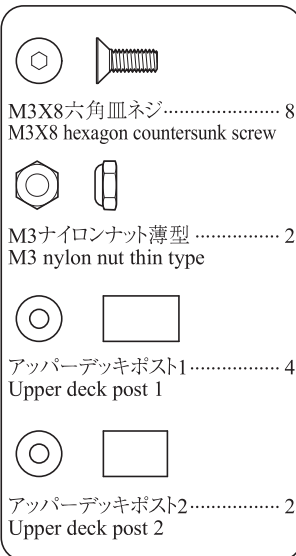 M3X8六角皿ネジ·················· 8
M3X8 hexagon countersunk screw
M3ナイロンナット薄型 ··············· 2
M3 nylon nut thin type
アッパーデッキポスト1·················· 4
Upper deck post 1
アッパーデッキポスト2·················· 2
Upper deck post 2